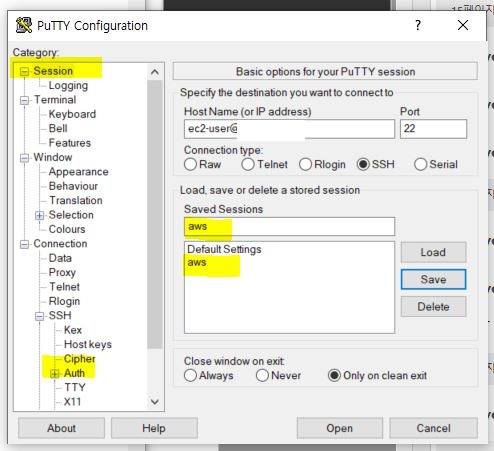 PuTTY Configuration
?
×
Category:
Session
Logging
Terminal
Keyboard
Bell
Features
Window
Appearance
Behaviour
Translation
Selection
Colours
Connection
Data
Proxy
Telnet
Rlogin
SSH
Kex
Host keys
Cipher
Auth
TTY
X11
Basic options for your PuTTY session
Specify the destination you want to connect to
Host Name (or IP address) Port
ec2-user@ 22
Connection type:
Raw Telnet Rlogin SSH Serial
Load, save or delete a stored session
Saved Sessions
aws
Default Settings
aws
Load
Save
Delete
Close window on exit:
Always Never Only on clean exit
About Help Open Cancel